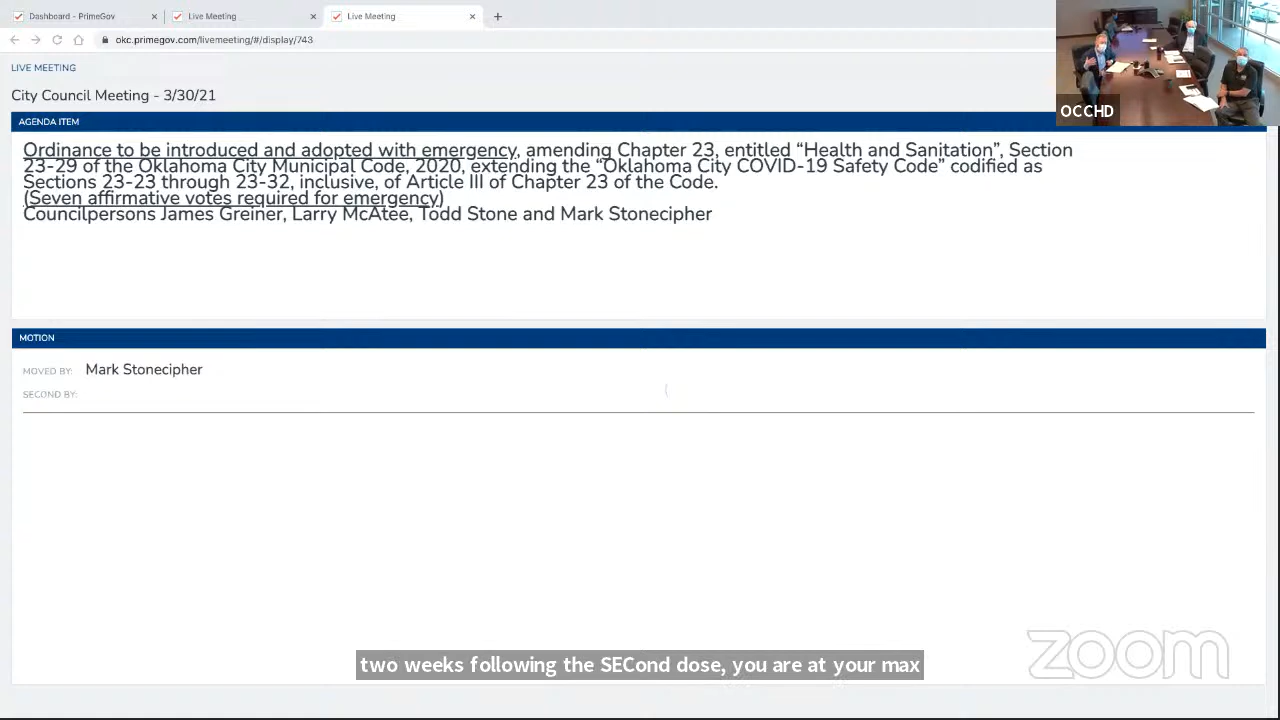 Dashboard - PrimeGov
Live Meeting
Live Meeting
okc.primegov.com/livemeeting/#/display/743
LIVE MEETING
City Council Meeting - 3/30/21
OCCHD
AGENDA ITEM
Ordinance to be introduced and adopted with emergency, amending Chapter 23, entitled “Health and Sanitation”, Section
23-29 of the Oklahoma City Municipal Code, 2020, extending the “Oklahoma City COVID-19 Safety Code” codified as
Sections 23-23 through 23-32, inclusive, of Article III of Chapter 23 of the Code.
(Seven affirmative votes required for emergency)
Councilpersons James Greiner, Larry McAtee, Todd Stone and Mark Stonecipher
MOTION
MOVED BY: Mark Stonecipher
SECOND BY:
two weeks following the SECond dose, you are at your max
zoom